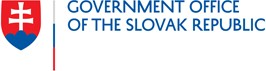 GOVERNMENT OFFICE
OF THE SLOVAK REPUBLIC